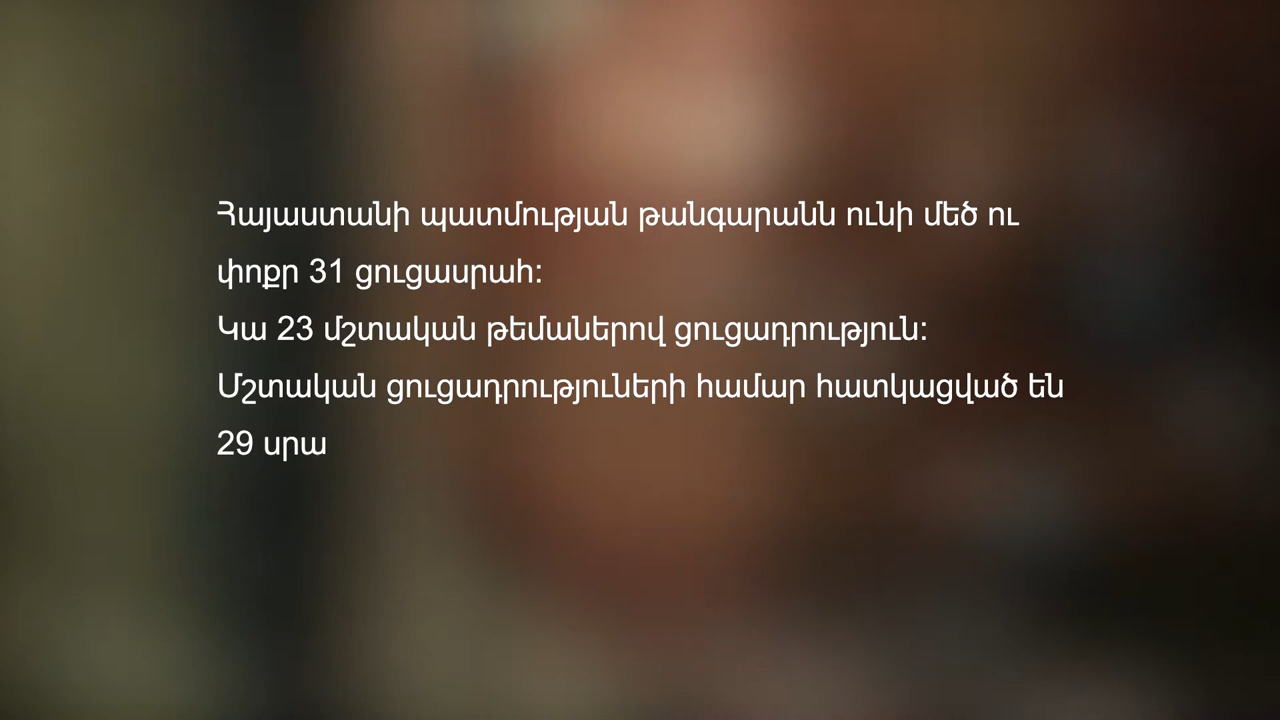 Հայաստանի պատմության թանգարանն ունի մեծ ու
փոքր 31 ցուցասրահ:
Կա 23 մշտական թեմաներով ցուցադրություն:
Մշտական ցուցադրություների համար հատկացված են
29 սրա